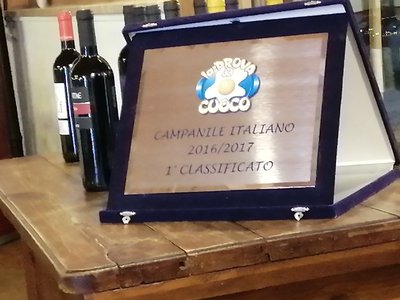 la PROVA
del
CUOCO
CAMPANILE ITALIANO
2016/2017
1° CLASSIFICATO